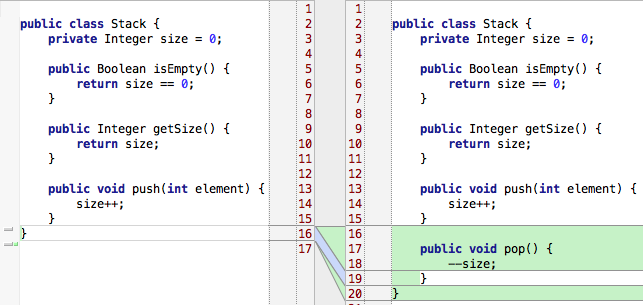 1
public class Stack { 2
private Integer size = 0; 3
4
public Boolean isEmpty() { 5
return size == 0; 6
} 7
8
public Integer getSize() { 9
return size; 10
} 11
12
public void push(int element) { 13
size++; 14
} 15
} 16
17
1
2 public class Stack {
3 private Integer size = 0;
4
5 public Boolean isEmpty() {
6 return size == 0;
7 }
8
9 public Integer getSize() {
10 return size;
11 }
12
13 public void push(int element) {
14 size++;
15 }
16
17 public void pop() {
18 --size;
19 }
20 }